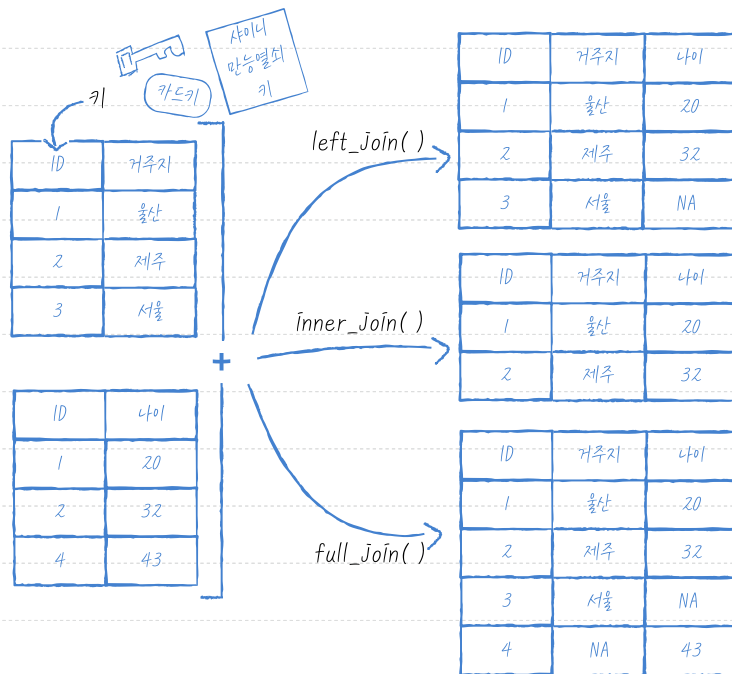 샤이니
만능열쇠
키
카드키
키
ID 거주지
1 울산
2 제주
3 서울
+
ID 나이
1 20
2 32
4 43
left_join( )
ID 거주지 나이
1 울산 20
2 제주 32
3 서울 NA
inner_join( )
ID 거주지 나이
1 울산 20
2 제주 32
full_join( )
ID 거주지 나이
1 울산 20
2 제주 32
3 서울 NA
4 NA 43